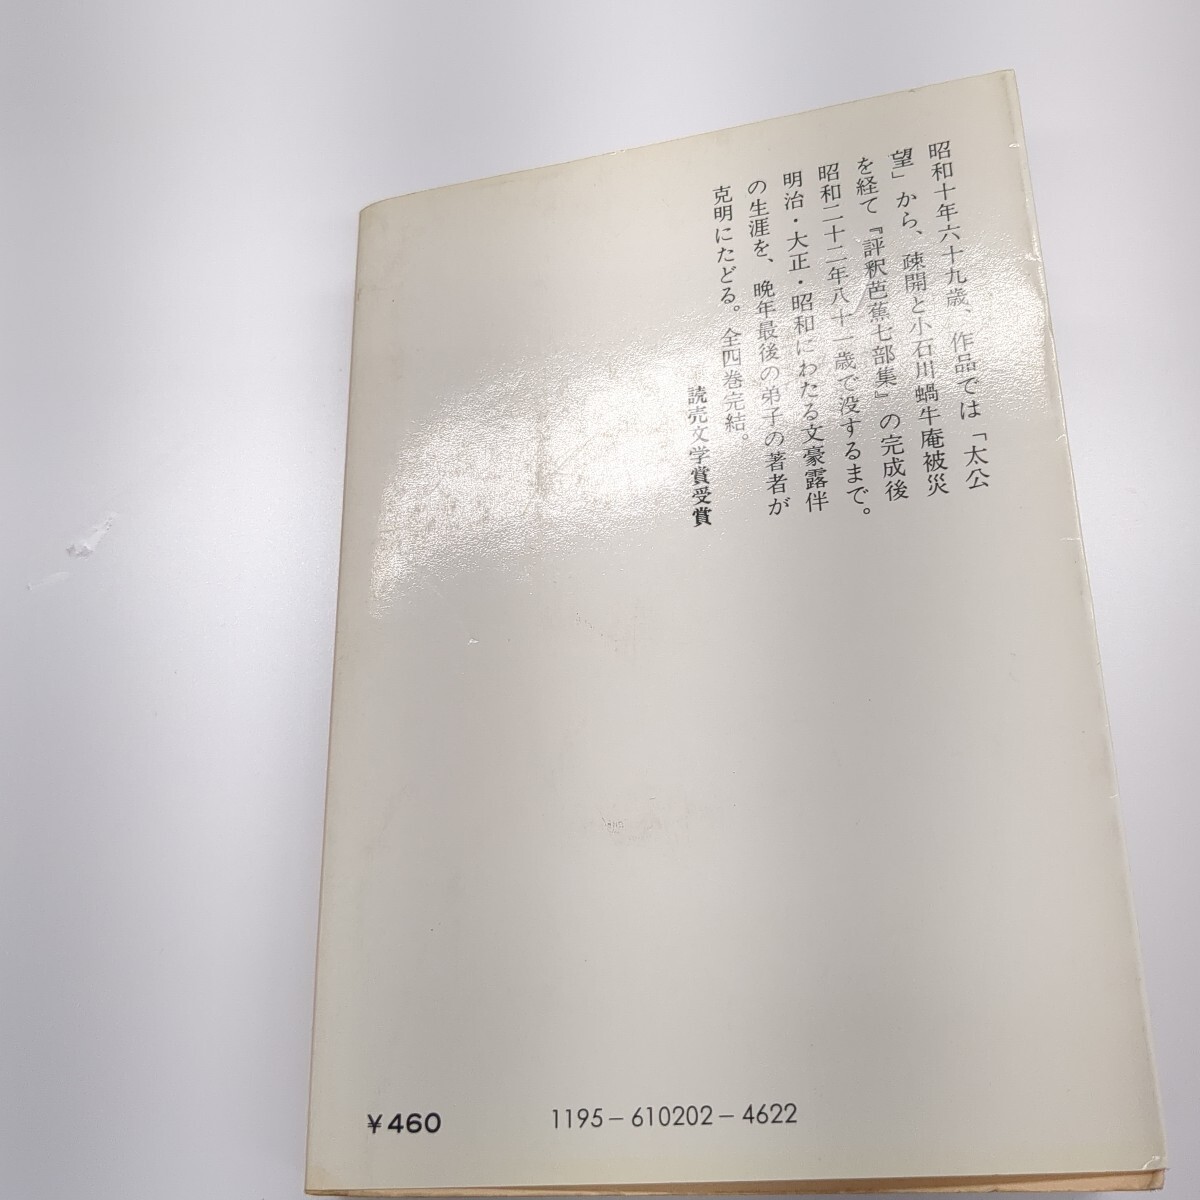 昭和十年六十九歳、作品では「太公
望」から、疎開と小石川蝸牛庵被災
を経て『評釈芭蕉七部集』の完成後
昭和二十二年八十一歳で没するまで。
明治・大正・昭和にわたる文豪露伴
の生涯を、晩年最後の弟子の著者が
克明にたどる。全四巻完結。
読売文学賞受賞
¥460
1195-610202-4622